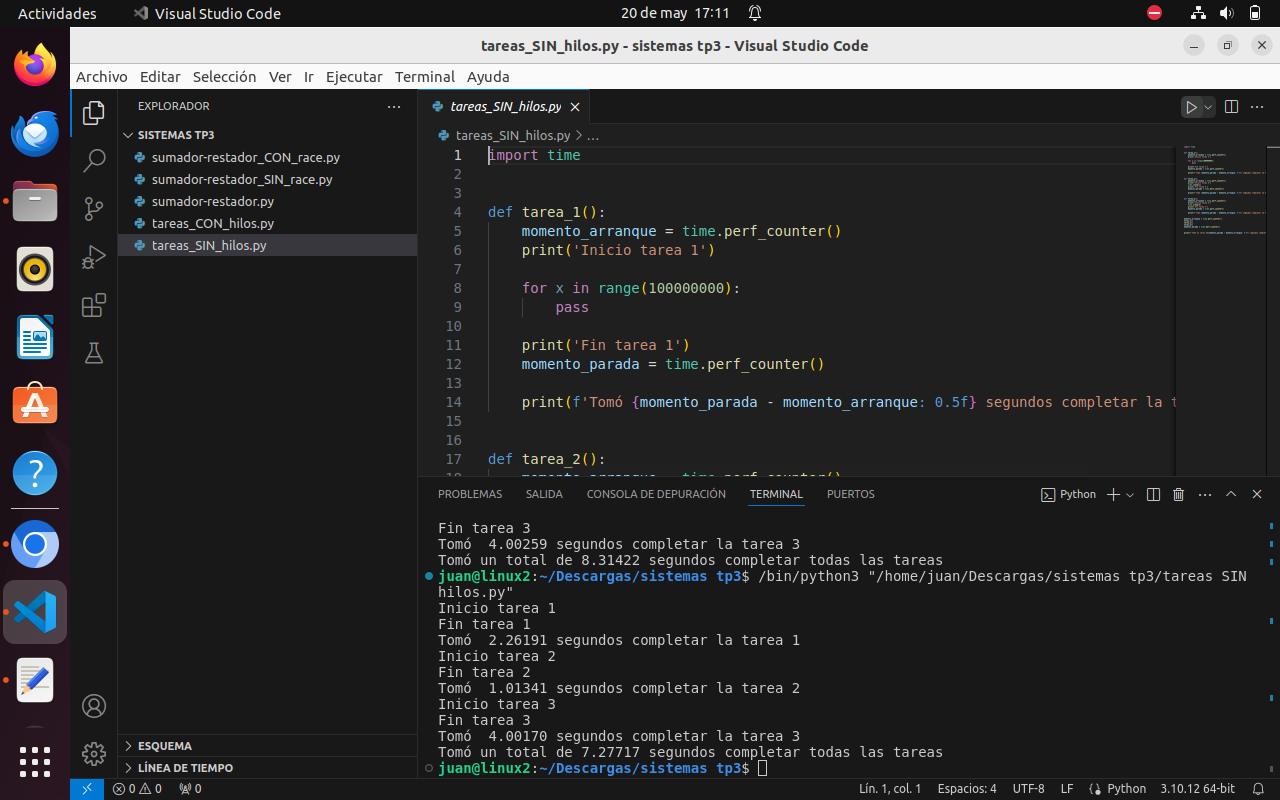 Actividades
Visual Studio Code
20 de may 17:11
tareas_SIN_hilos.py - sistemas tp3 - Visual Studio Code
Archivo Editar Selección Ver Ir Ejecutar Terminal Ayuda
EXPLORADOR
SISTEMAS TP3
sumador-restador_CON_race.py
sumador-restador_SIN_race.py
sumador-restador.py
tareas_CON_hilos.py
tareas_SIN_hilos.py
ESQUEMA
LÍNEA DE TIEMPO
tareas_SIN_hilos.py
tareas_SIN_hilos.py > ...
1 import time
2
3
4 def tarea_1():
5 momento_arranque = time.perf_counter()
6 print('Inicio tarea 1')
7
8 for x in range(100000000):
9 pass
10
11 print('Fin tarea 1')
12 momento_parada = time.perf_counter()
13
14 print(f'Tomó {momento_parada - momento_arranque: 0.5f} segundos completar la t
15
16
17 def tarea_2():
18 momento_arranque = time.perf_counter()
PROBLEMAS SALIDA CONSOLA DE DEPURACIÓN TERMINAL PUERTOS
Python
Fin tarea 3
Tomó  4.00259 segundos completar la tarea 3
Tomó un total de 8.31422 segundos completar todas las tareas
juan@linux2:~/Descargas/sistemas tp3$ /bin/python3 "/home/juan/Descargas/sistemas tp3/tareas SIN
hilos.py"
Inicio tarea 1
Fin tarea 1
Tomó  2.26191 segundos completar la tarea 1
Inicio tarea 2
Fin tarea 2
Tomó  1.01341 segundos completar la tarea 2
Inicio tarea 3
Fin tarea 3
Tomó  4.00170 segundos completar la tarea 3
Tomó un total de 7.27717 segundos completar todas las tareas
juan@linux2:~/Descargas/sistemas tp3$
0 0 0
Lín. 1, col. 1 Espacios: 4 UTF-8 LF Python 3.10.12 64-bit